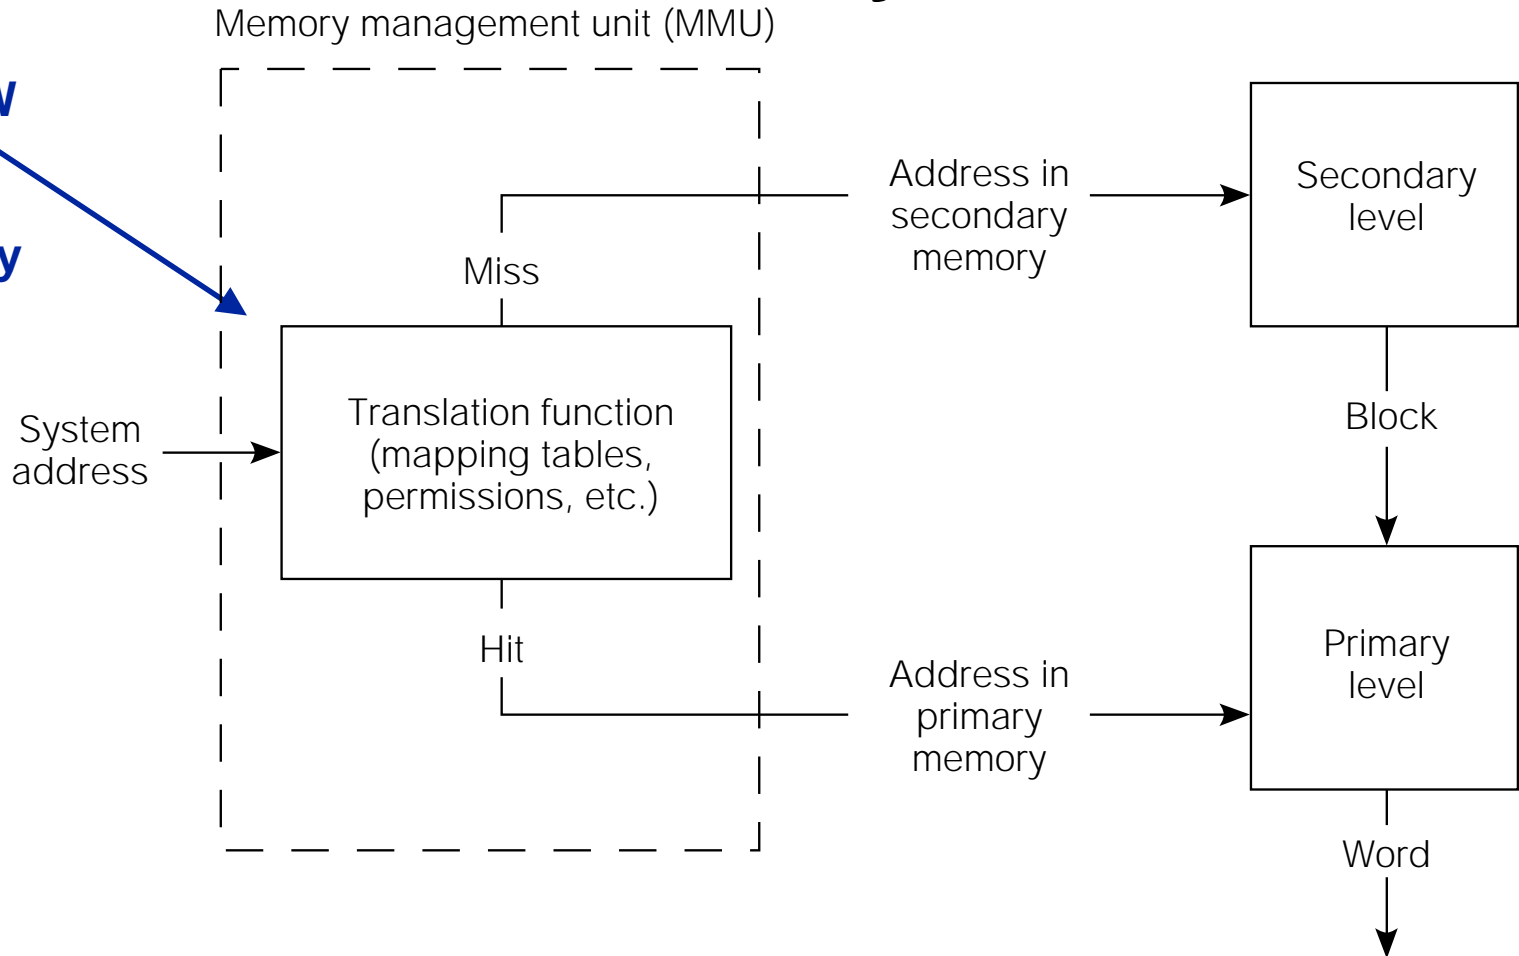 Memory management unit (MMU)
y
Address in
secondary
memory
Secondary
level
Miss
Translation function
(mapping tables,
permissions, etc.)
System
address
Block
Hit
Address in
primary
memory
Primary
level
Word